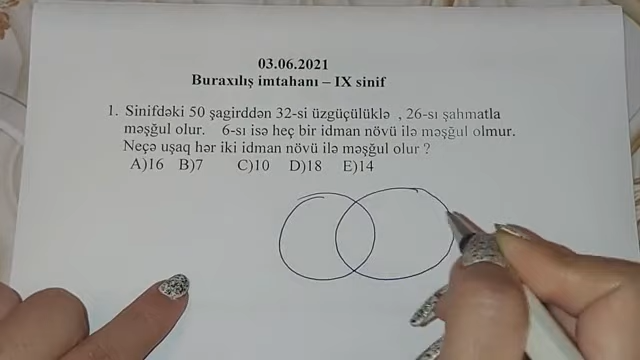 03.06.2021
Buraxılış imtahanı – IX sinif
1. Sinifdəki 50 şagirddən 32-si üzgüçülüklə , 26-sı şahmatla
məşğul olur. 6-sı isə heç bir idman növü ilə məşğul olmur.
Neçə uşaq hər iki idman növü ilə məşğul olur ?
A)16 B)7 C)10 D)18 E)14